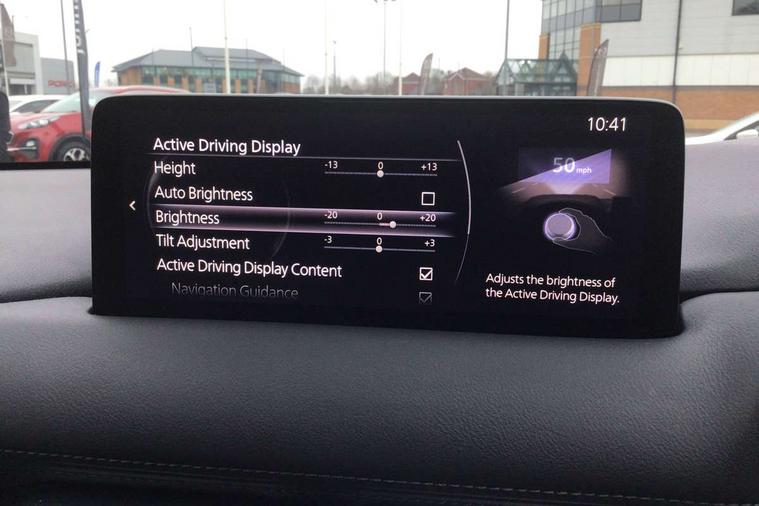 10:41
Active Driving Display
Height
-13 0 +13
Auto Brightness
Brightness
-20 0 +20
Tilt Adjustment
-3 0 +3
Active Driving Display Content
Navigation Guidance
50 mph
Adjusts the brightness of
the Active Driving Display.